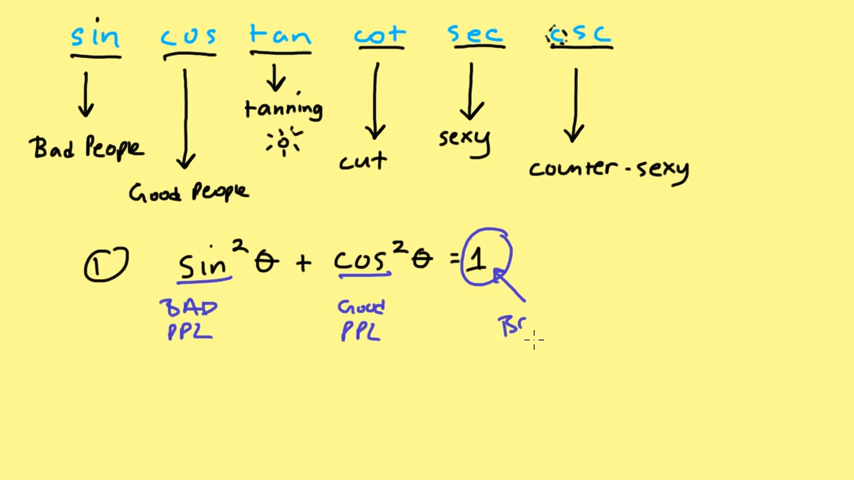 sin cos tan cot sec csc
tanning
Bad People cut sexy
Good People counter-sexy
① sin²θ + cos²θ = 1
BAD Good
PPL PPL
Br